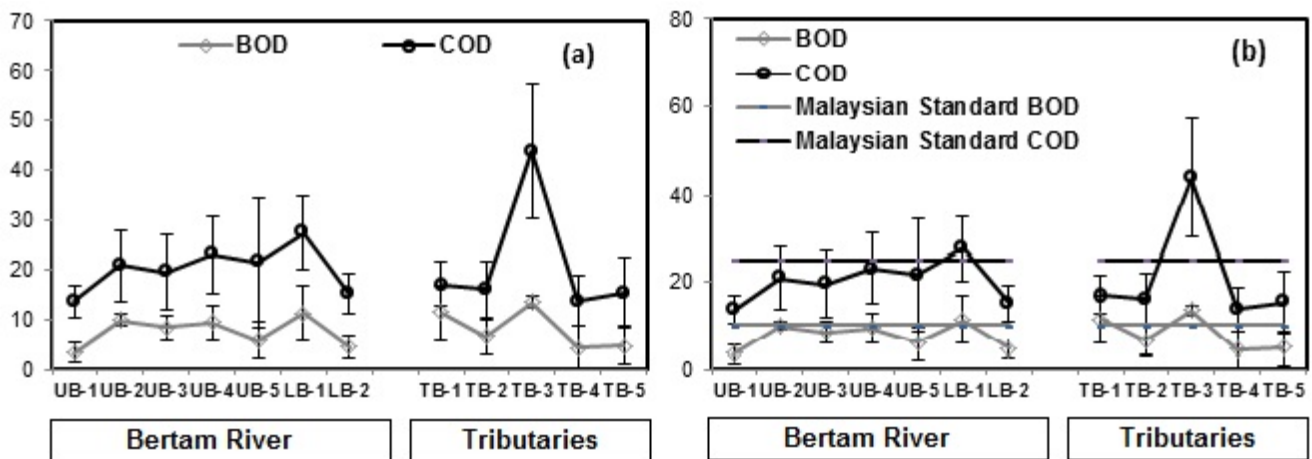 70
60
50
40
30
20
10
0
BOD COD
(a)
UB-1 UB-2 UB-3 UB-4 UB-5 LB-1 LB-2 TB-1 TB-2 TB-3 TB-4 TB-5
Bertam River Tributaries
80
60
40
20
0
BOD
COD
Malaysian Standard BOD
Malaysian Standard COD
(b)
UB-1 UB-2 UB-3 UB-4 UB-5 LB-1 LB-2 TB-1 TB-2 TB-3 TB-4 TB-5
Bertam River Tributaries